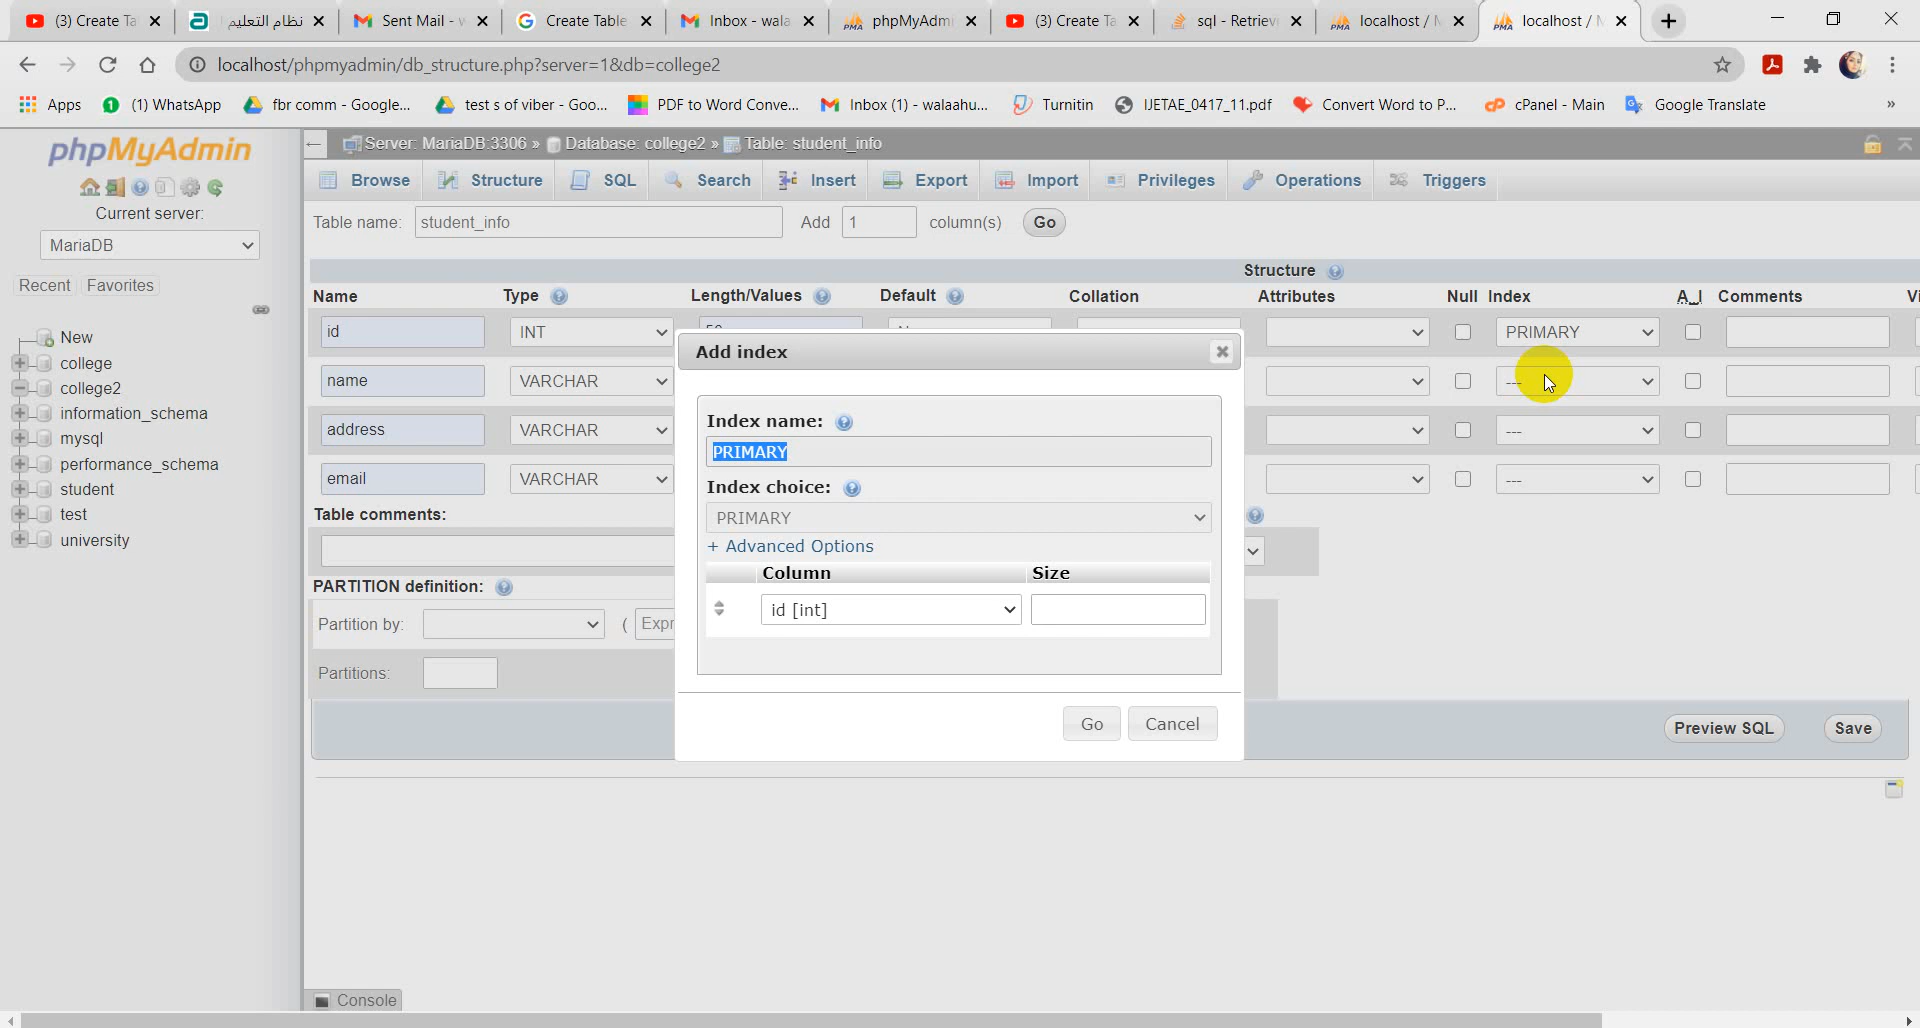 (3) Create Ta
نظام التعليم
Sent Mail - w
Create Table
Inbox - wala
phpMyAdmi
(3) Create Ta
sql - Retriev
localhost / M
localhost / M
localhost/phpmyadmin/db_structure.php?server=1&db=college2
Apps
(1) WhatsApp
fbr comm - Google...
test s of viber - Goo...
PDF to Word Conve...
Inbox (1) - walaahu...
Turnitin
IJETAE_0417_11.pdf
Convert Word to P...
cPanel - Main
Google Translate
»
phpMyAdmin
Current server:
MariaDB
Recent
Favorites
New
college
college2
information_schema
mysql
performance_schema
student
test
university
Server: MariaDB:3306 » Database: college2 » Table: student_info
Browse
Structure
SQL
Search
Insert
Export
Import
Privileges
Operations
Triggers
Table name: student_info Add 1 column(s) Go
Structure
Name Type Length/Values Default Collation Attributes Null Index A_I Comments
id INT PRIMARY
name VARCHAR ---
address VARCHAR ---
email VARCHAR ---
Table comments:
PARTITION definition:
Partition by: ( Expr
Partitions:
Preview SQL
Save
Add index
Index name:
PRIMARY
Index choice:
PRIMARY
+ Advanced Options
Column Size
id [int]
Go
Cancel
Console